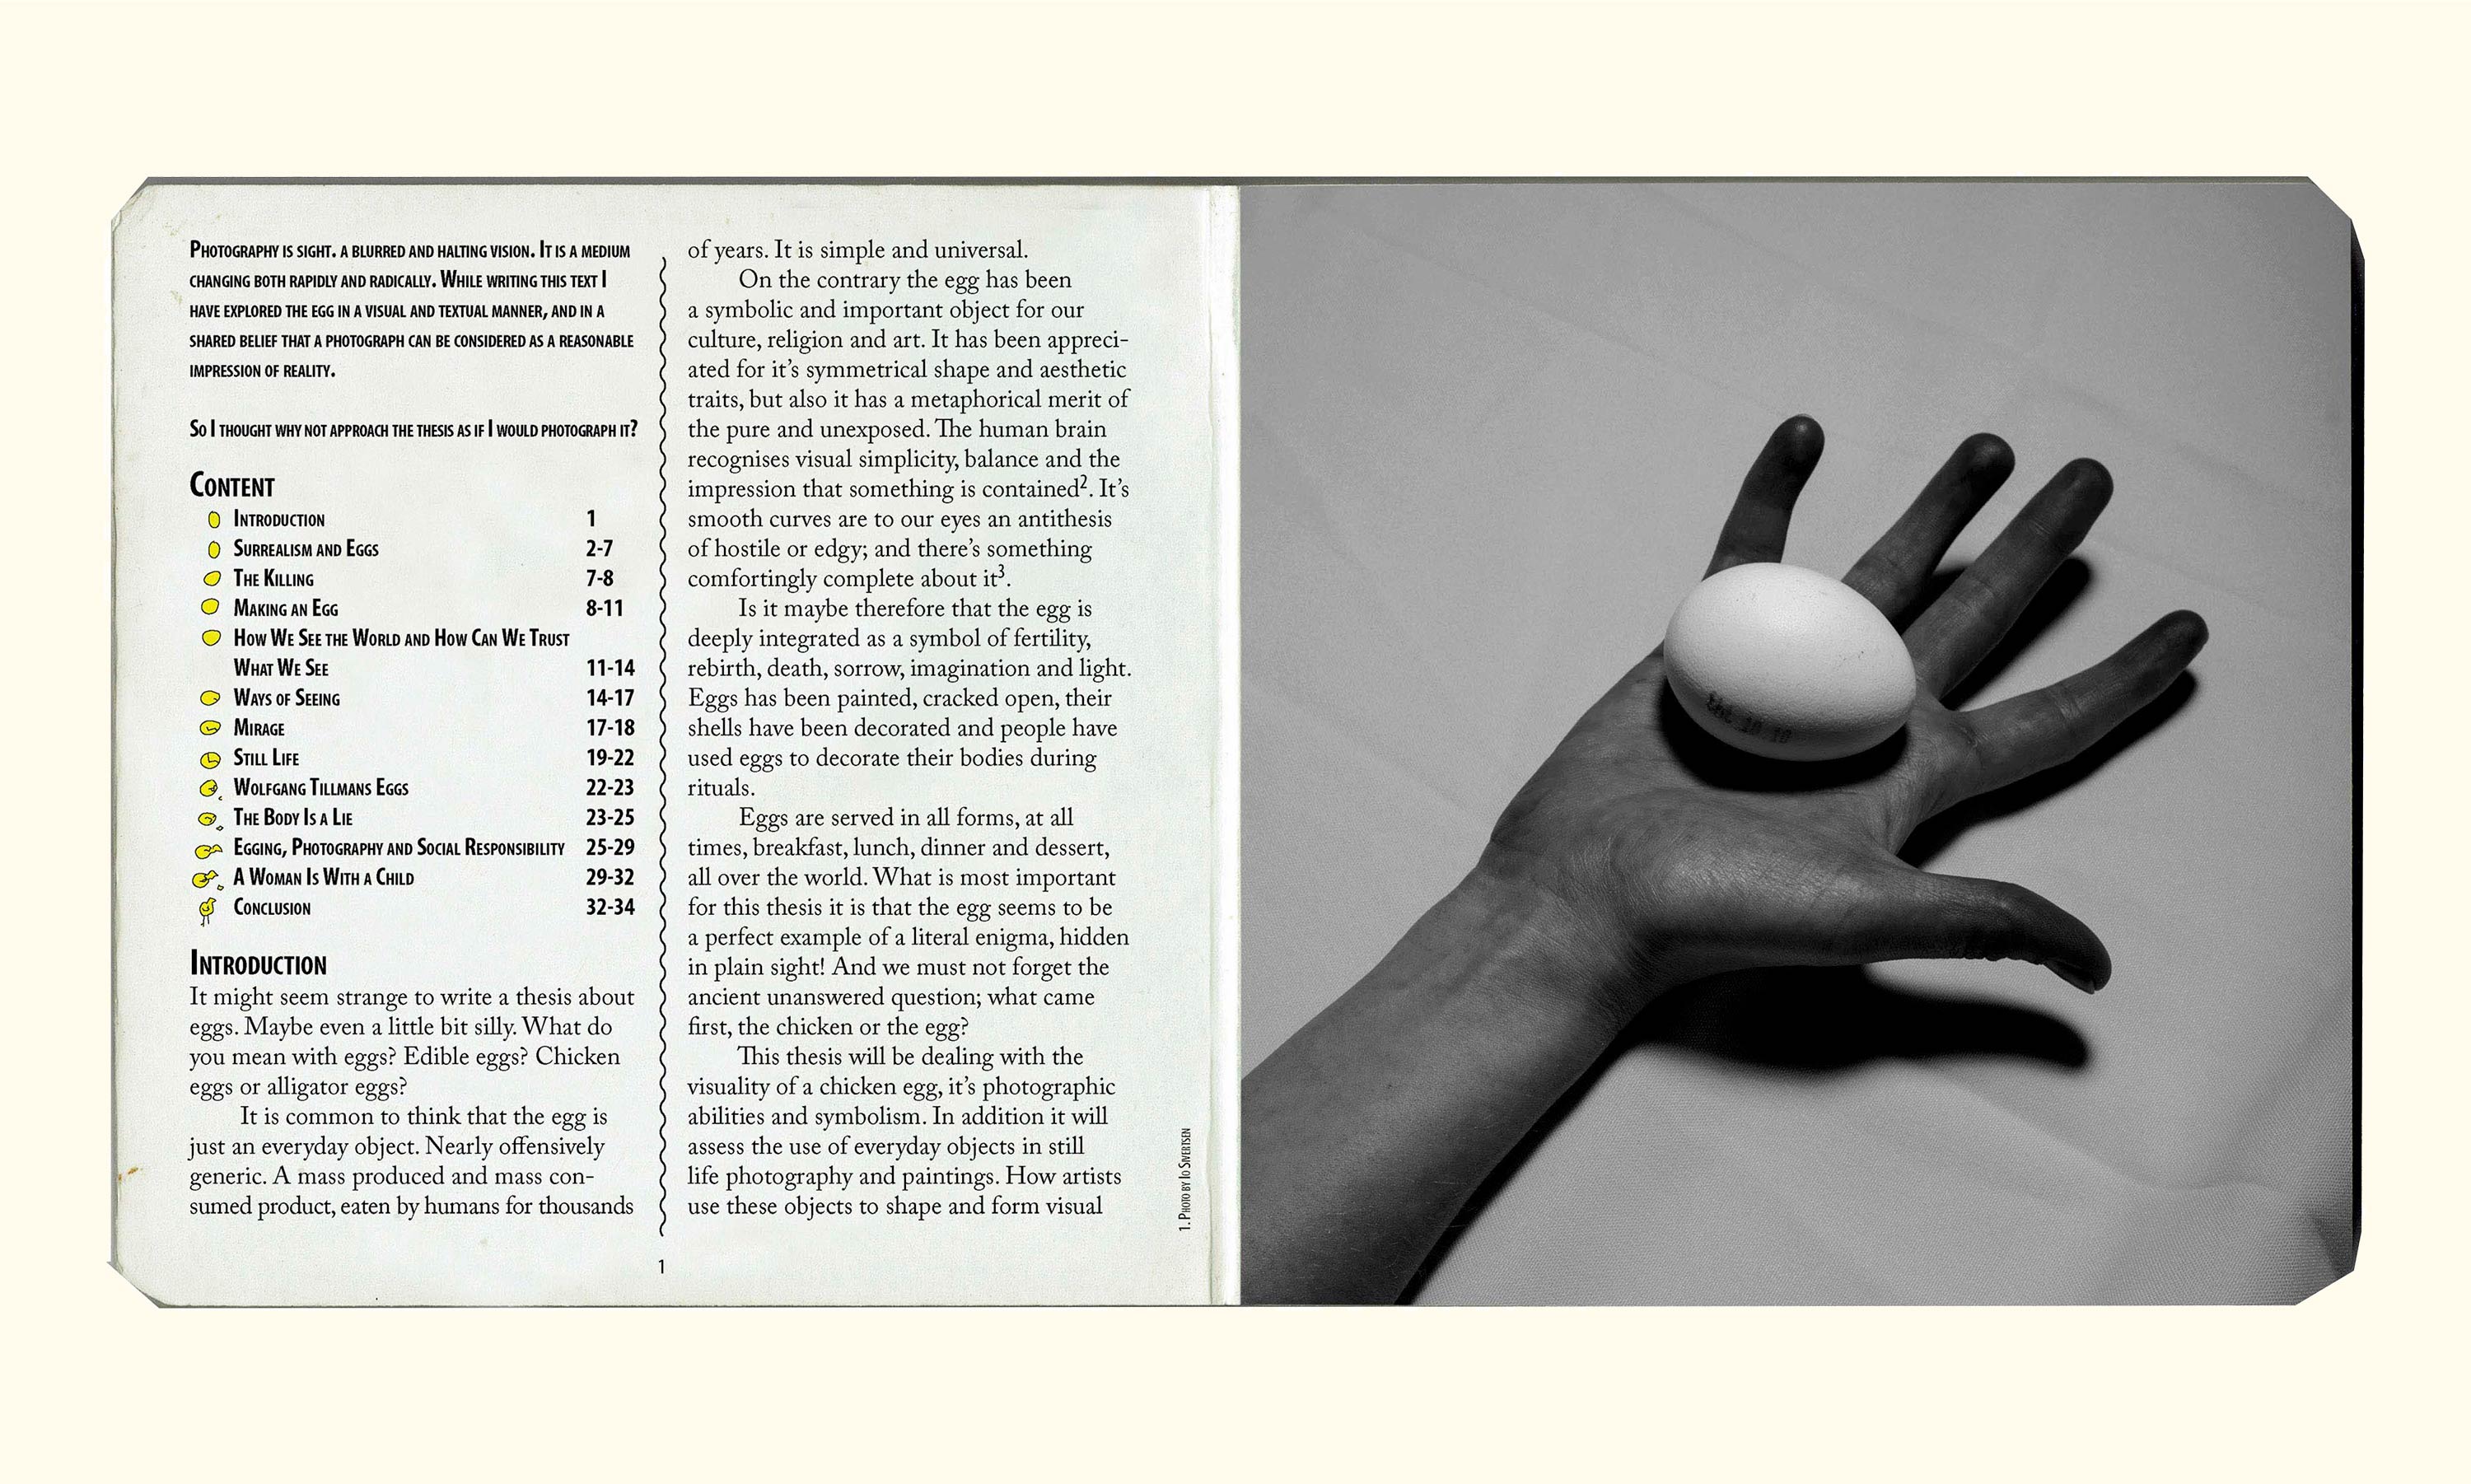 Photography is sight. a blurred and halting vision. It is a medium
changing both rapidly and radically. While writing this text I
have explored the egg in a visual and textual manner, and in a
shared belief that a photograph can be considered as a reasonable
impression of reality.
So I thought why not approach the thesis as if I would photograph it?
Content
Introduction 1
Surrealism and Eggs 2-7
The Killing 7-8
Making an Egg 8-11
How We See the World and How Can We Trust
What We See 11-14
Ways of Seeing 14-17
Mirage 17-18
Still Life 19-22
Wolfgang Tillmans Eggs 22-23
The Body Is a Lie 23-25
Egging, Photography and Social Responsibility 25-29
A Woman Is With a Child 29-32
Conclusion 32-34
Introduction
It might seem strange to write a thesis about
eggs. Maybe even a little bit silly. What do
you mean with eggs? Edible eggs? Chicken
eggs or alligator eggs?
It is common to think that the egg is
just an everyday object. Nearly offensively
generic. A mass produced and mass con-
sumed product, eaten by humans for thousands
of years. It is simple and universal.
On the contrary the egg has been
a symbolic and important object for our
culture, religion and art. It has been appreci-
ated for it's symmetrical shape and aesthetic
traits, but also it has a metaphorical merit of
the pure and unexposed. The human brain
recognises visual simplicity, balance and the
impression that something is contained². It's
smooth curves are to our eyes an antithesis
of hostile or edgy; and there's something
comfortingly complete about it³.
Is it maybe therefore that the egg is
deeply integrated as a symbol of fertility,
rebirth, death, sorrow, imagination and light.
Eggs has been painted, cracked open, their
shells have been decorated and people have
used eggs to decorate their bodies during
rituals.
Eggs are served in all forms, at all
times, breakfast, lunch, dinner and dessert,
all over the world. What is most important
for this thesis it is that the egg seems to be
a perfect example of a literal enigma, hidden
in plain sight! And we must not forget the
ancient unanswered question; what came
first, the chicken or the egg?
This thesis will be dealing with the
visuality of a chicken egg, it's photographic
abilities and symbolism. In addition it will
assess the use of everyday objects in still
life photography and paintings. How artists
use these objects to shape and form visual
1
1. Photo by Io Sivertsen